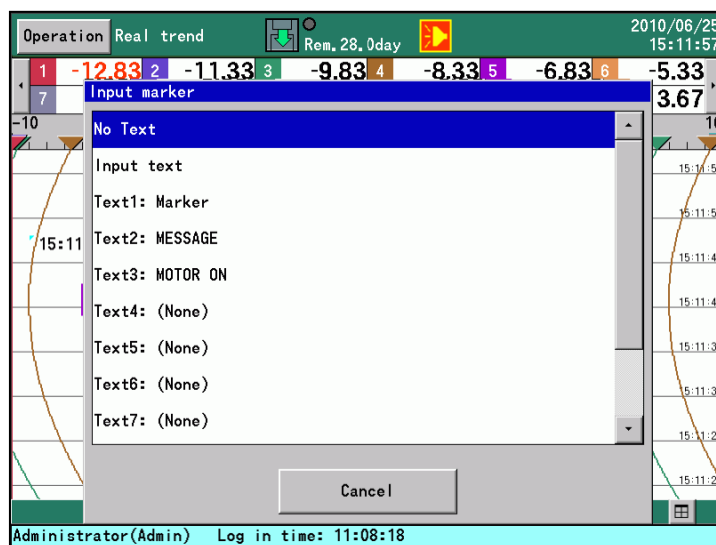 Operation Real trend Rem.28.0day 2010/06/25
15:11:57
1 -12.83 2 -11.33 3 -9.83 4 -8.33 5 -6.83 6 -5.33
7 3.67
Input marker
-10
No Text
Input text
Text1: Marker
Text2: MESSAGE
15:11
Text3: MOTOR ON
Text4: (None)
Text5: (None)
Text6: (None)
Text7: (None)
Cancel
Administrator(Admin) Log in time: 11:08:18